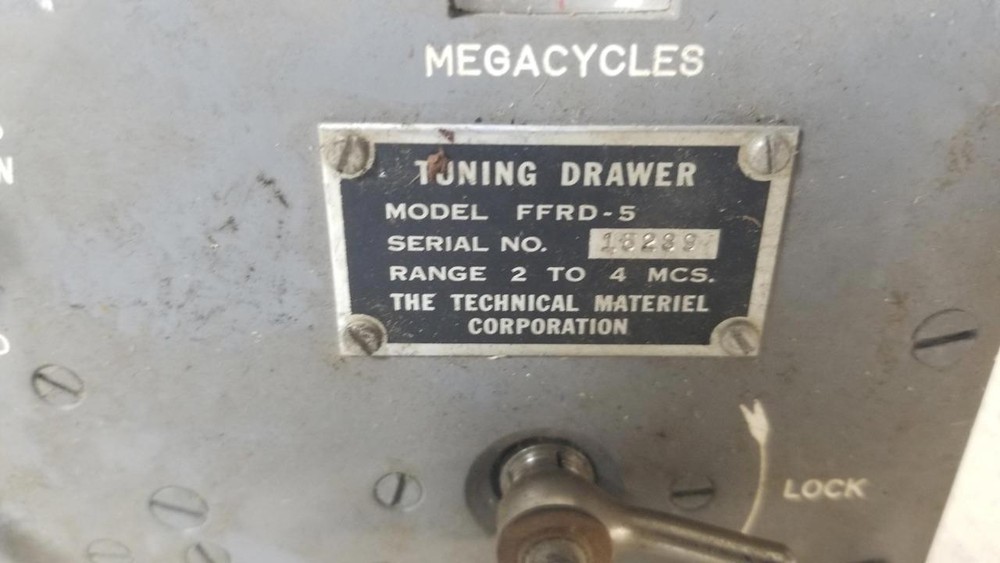 MEGACYCLES
TUNING DRAWER
MODEL FFRD-5
SERIAL NO.
RANGE 2 TO 4 MCS.
THE TECHNICAL MATERIEL
CORPORATION
LOCK